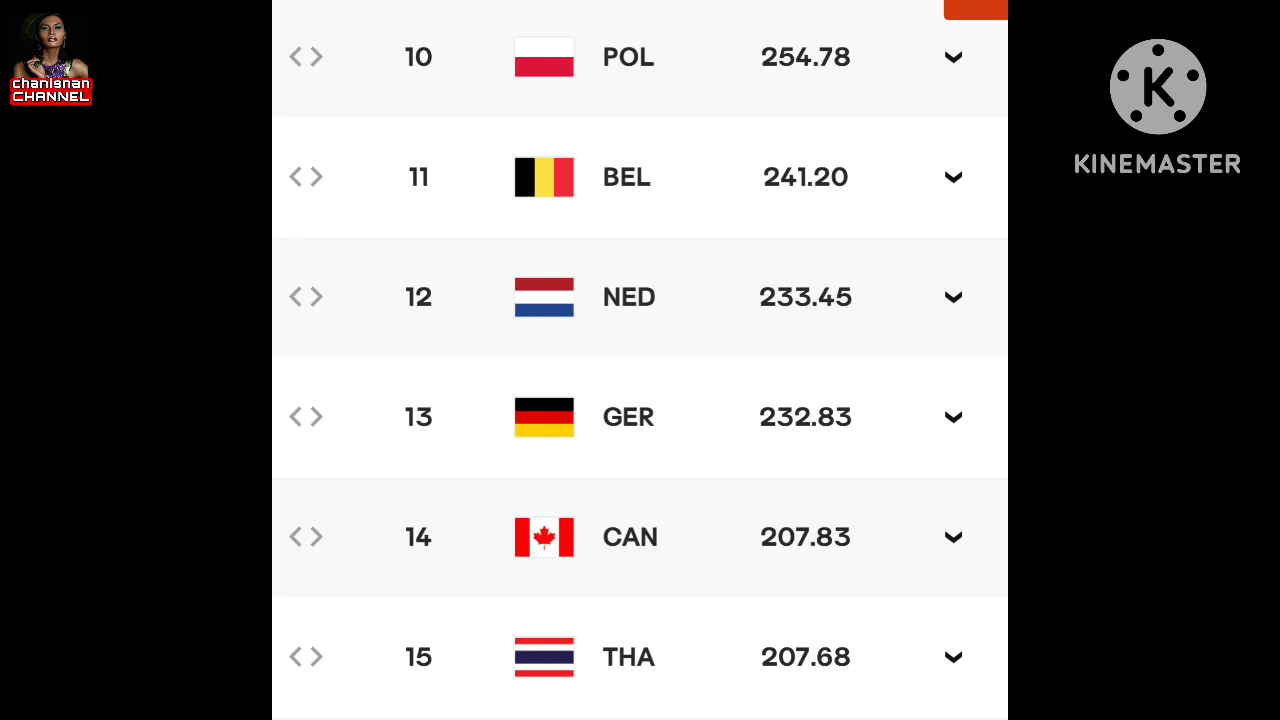 chanisnan
CHANNEL
10 POL 254.78
11 BEL 241.20
12 NED 233.45
13 GER 232.83
14 CAN 207.83
15 THA 207.68
K
KINEMASTER